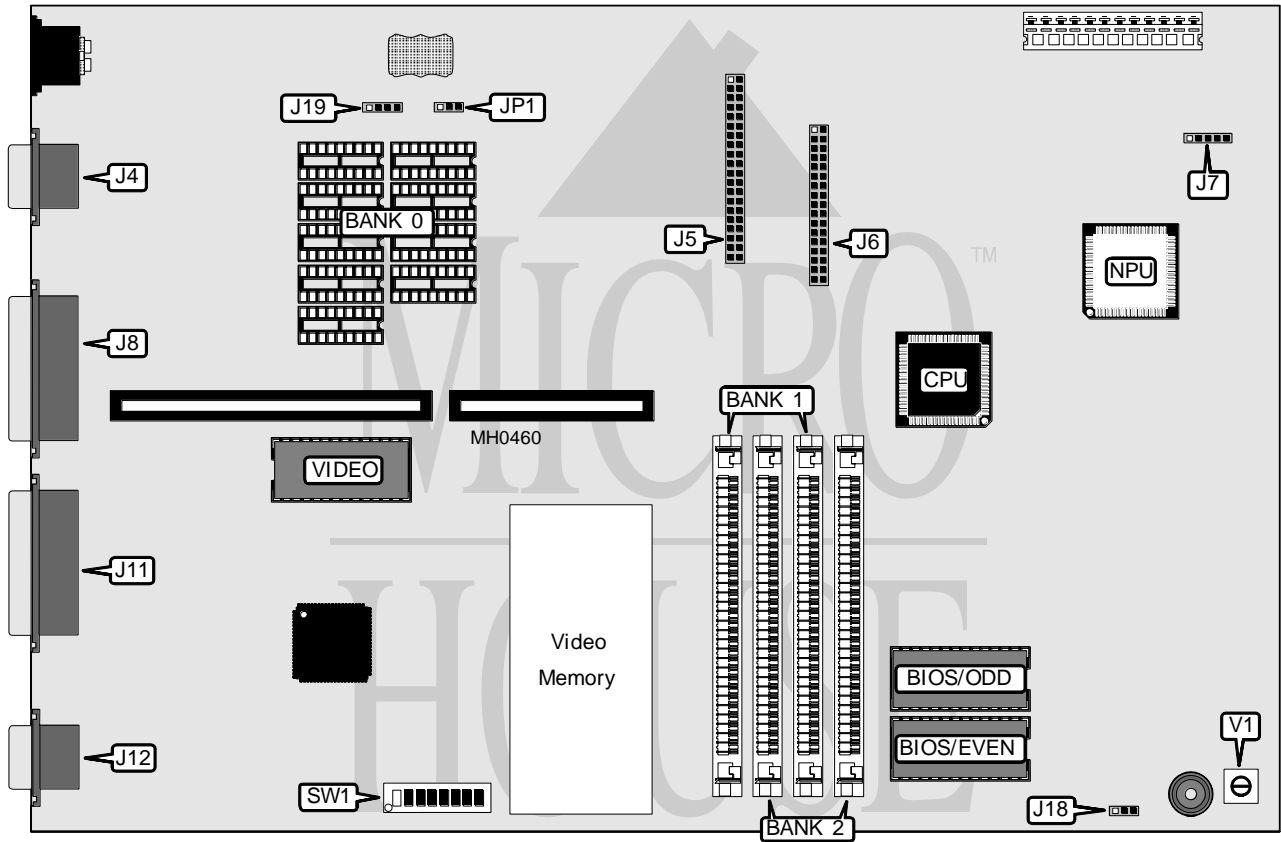 J19
JP1
J4
J7
BANK 0
J5
J6
MICRO
TM
NPU
J8
CPU
BANK 1
MH0460
VIDEO
J11
HOUSE
Video
Memory
BIOS/ODD
V1
J12
BIOS/EVEN
SW1
J18
BANK 2